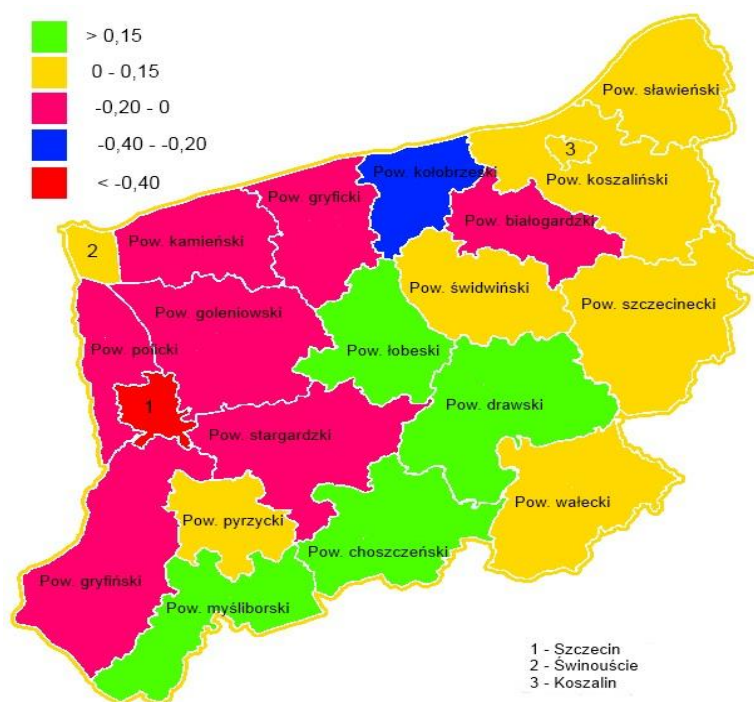 > 0,15
0 - 0,15
-0,20 - 0
-0,40 - -0,20
< -0,40
Pow. sławieński
3
Pow. koszaliński
Pow. kołobrzeski
Pow. gryficki
Pow. białogardzki
Pow. kamieński
2
Pow. świdwiński
Pow. szczecinecki
Pow. goleniowski
Pow. policki
Pow. łobeski
1
Pow. drawski
Pow. stargardzki
Pow. wałecki
Pow. pyrzycki
Pow. choszczeński
Pow. gryfiński
Pow. myśliborski
1 - Szczecin
2 - Świnouście
3 - Koszalin